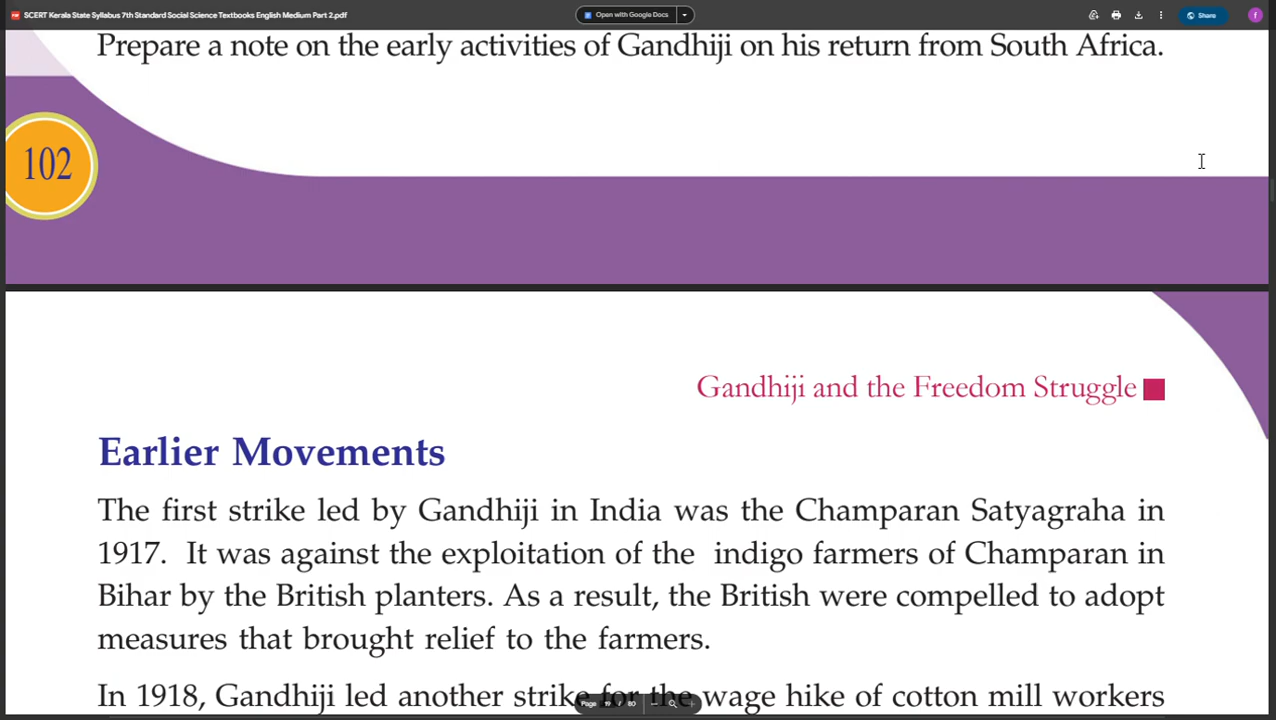 SCERT Kerala State Syllabus 7th Standard Social Science Textbooks English Medium Part 2.pdf
Open with Google Docs
Share
f
Prepare a note on the early activities of Gandhiji on his return from South Africa.
102
Gandhiji and the Freedom Struggle
Earlier Movements
The first strike led by Gandhiji in India was the Champaran Satyagraha in
1917. It was against the exploitation of the indigo farmers of Champaran in
Bihar by the British planters. As a result, the British were compelled to adopt
measures that brought relief to the farmers.
In 1918, Gandhiji led another strike for the wage hike of cotton mill workers
Page 19 / 80